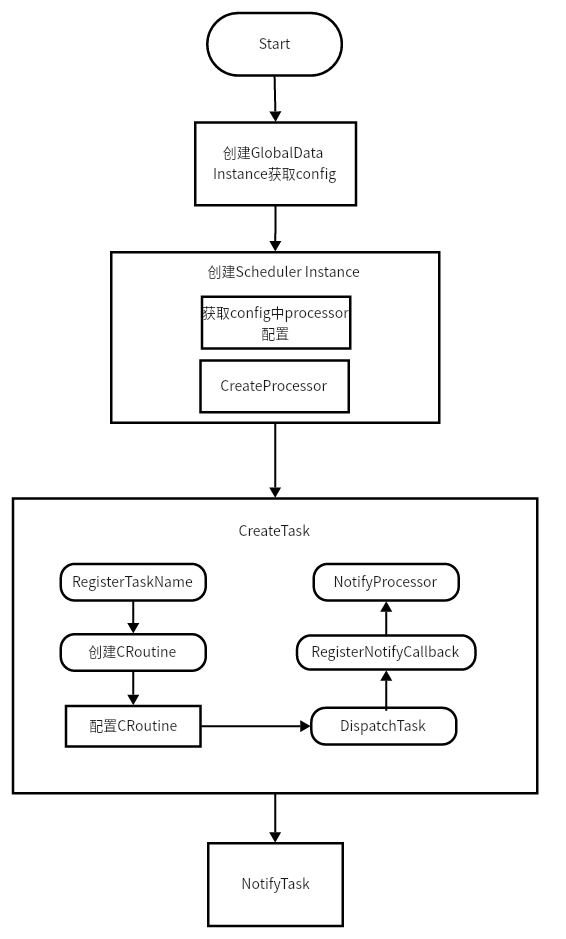 Start
创建GlobalData
Instance获取config
创建Scheduler Instance
获取config中processor
配置
CreateProcessor
CreateTask
RegisterTaskName
创建CRoutine
配置CRoutine
DispatchTask
RegisterNotifyCallback
NotifyProcessor
NotifyTask